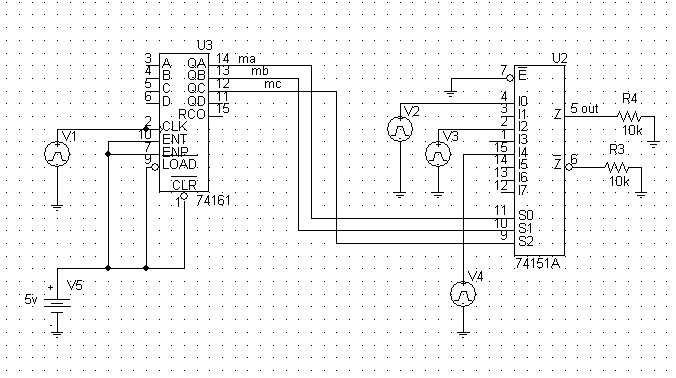 U3
3 A QA 14 ma
4 B QB 13 mb
5 C QC 12 mc
6 D QD 11
RCO 15
2 CLK
10 ENT
7 ENP
9 LOAD
CLR
1
74161
V1
V5
+
5v
-
U2
7 E
4 I0
3 I1
2 I2
1 I3
15 I4
14 I5
13 I6
12 I7
Z 5 out
Z 6
11 S0
10 S1
9 S2
74151A
V2
V3
V4
R4
10k
R3
10k